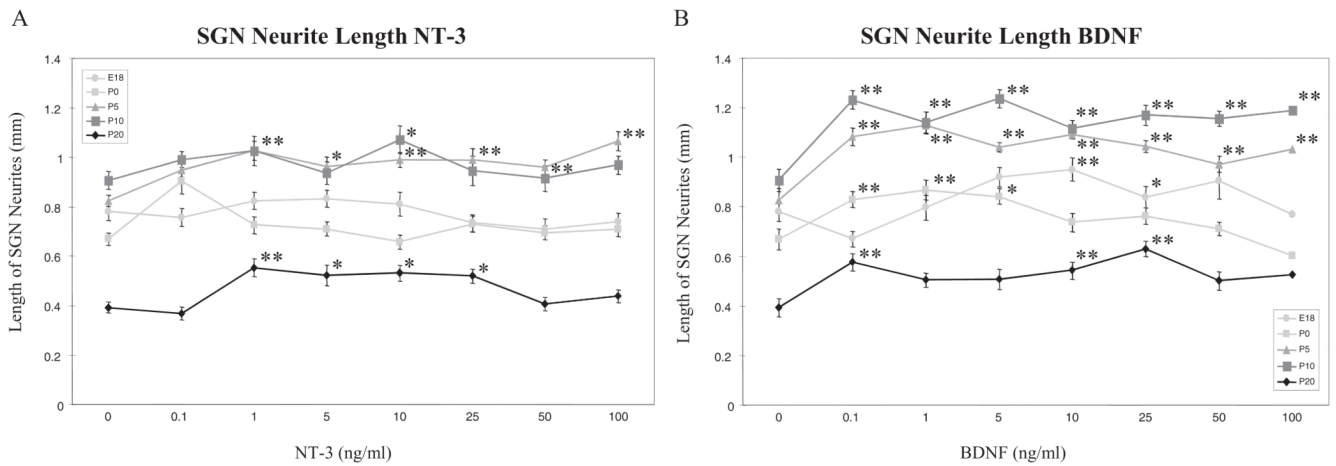 A
SGN Neurite Length NT-3
Length of SGN Neurites (mm)
1.4
1.2
1
0.8
0.6
0.4
0.2
0
E18
P0
P5
P10
P20
** * ** * ** ** ** **
** * * *
0 0.1 1 5 10 25 50 100
NT-3 (ng/ml)
B
SGN Neurite Length BDNF
Length of SGN Neurites (mm)
1.4
1.2
1
0.8
0.6
0.4
0.2
0
** ** ** ** ** ** **
** ** ** ** ** ** **
** ** * ** *
** ** **
E18
P0
P5
P10
P20
0 0.1 1 5 10 25 50 100
BDNF (ng/ml)